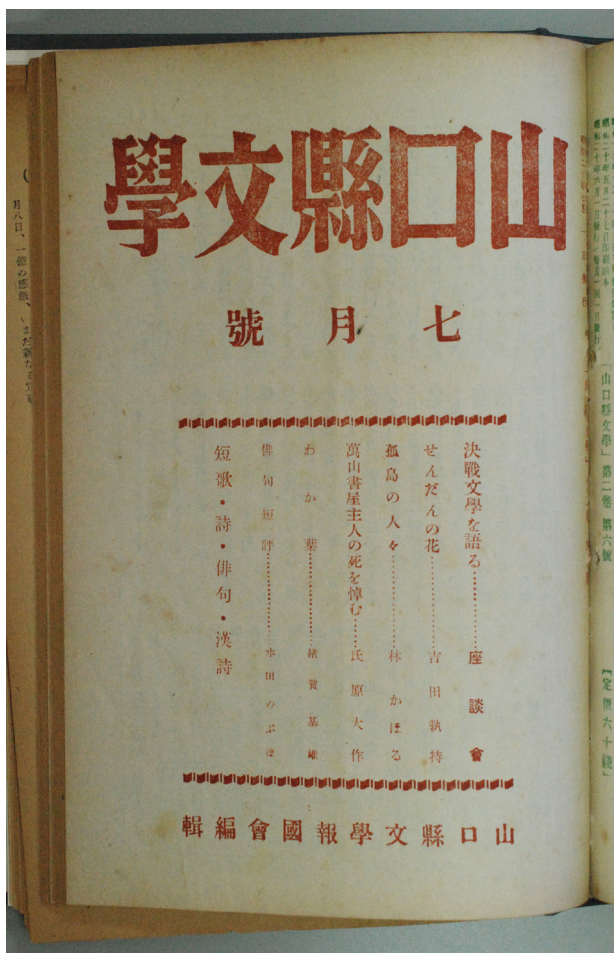 山口縣文學
七月號
決戰文學を語る…………座談會
せんだんの花…………吉田執持
孤島の人々…………林かほる
萬山書屋主人の死を悼む……氏原大作
わか葉…………緒賀基雄
俳句短評…………水田のぶほ
短歌・詩・俳句・漢詩
山口縣文學報國會編輯
「山口縣文學」第二卷 第六號
【定價六十錢】